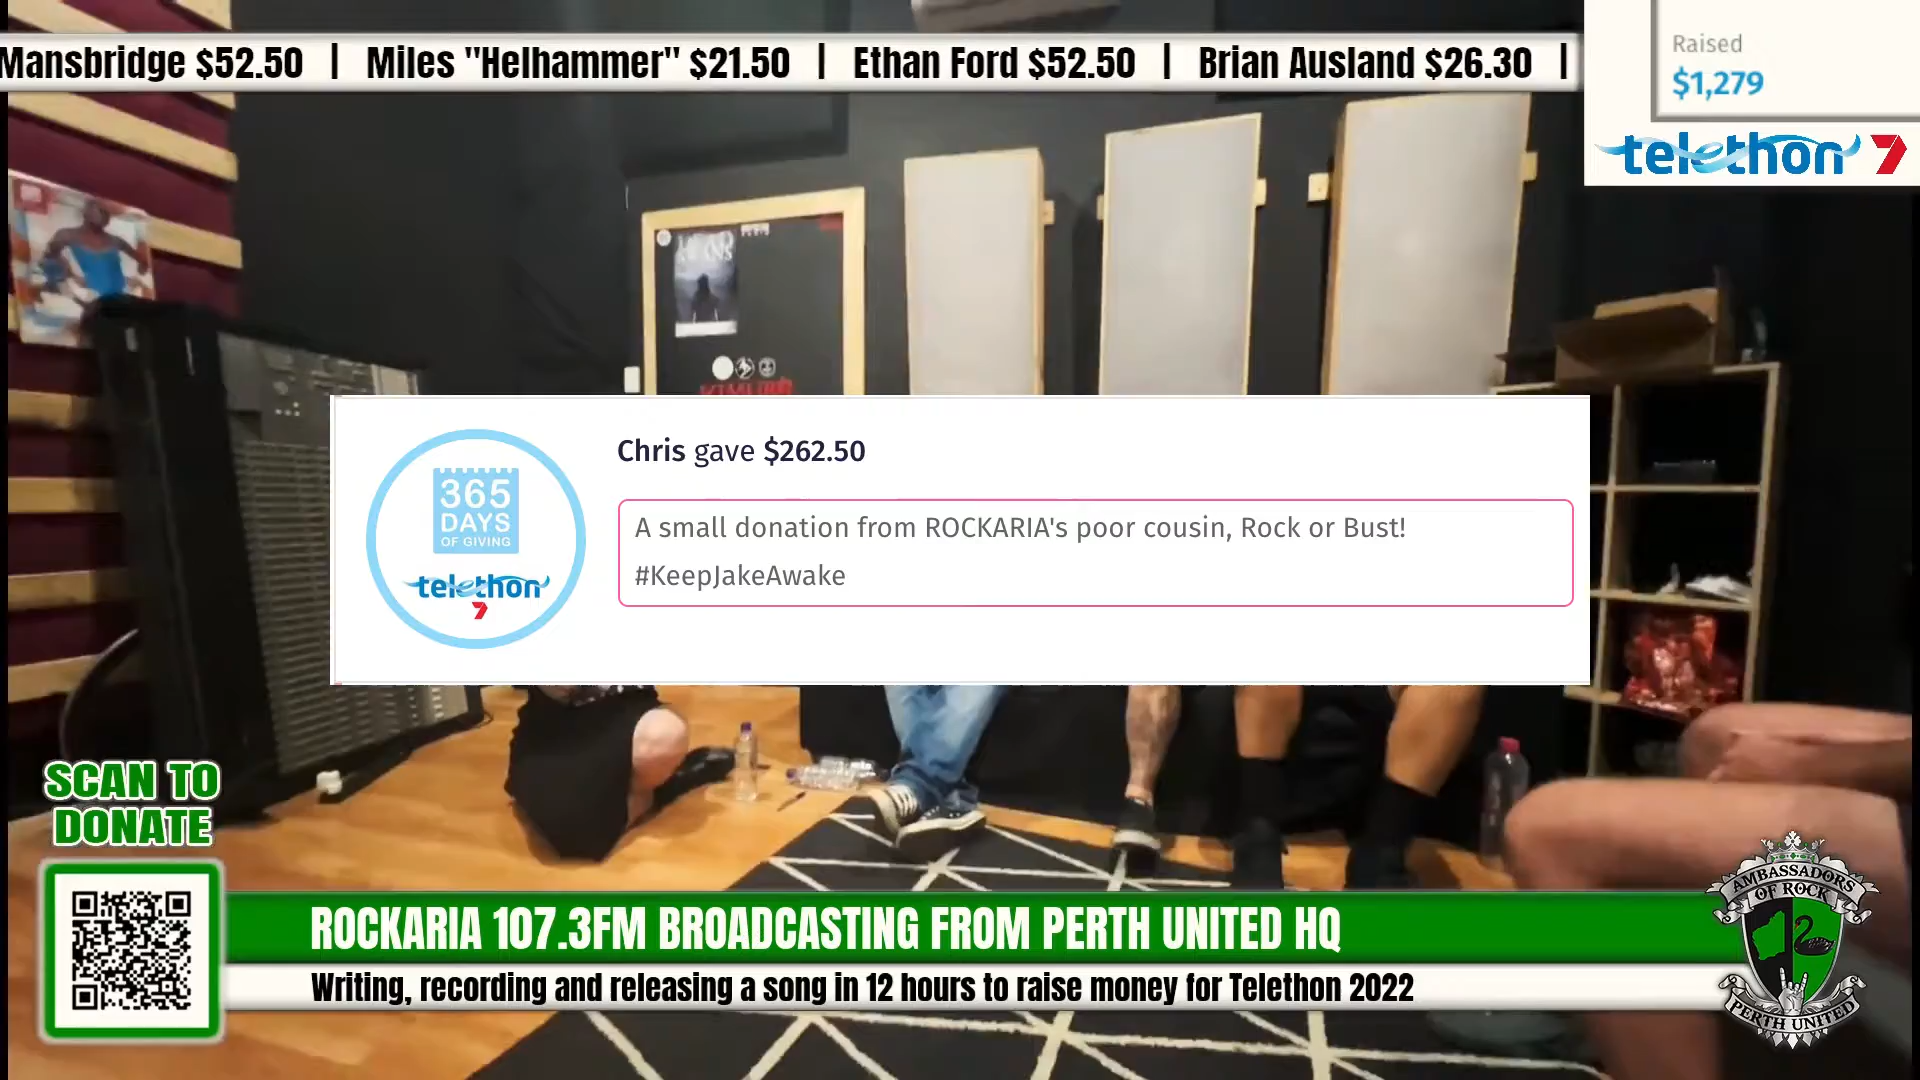 Mansbridge $52.50 | Miles "Helhammer" $21.50 | Ethan Ford $52.50 | Brian Ausland $26.30 |
Raised
$1,279
telethon 7
Chris gave $262.50
365
DAYS
OF GIVING
telethon
7
A small donation from ROCKARIA's poor cousin, Rock or Bust!
#KeepJakeAwake
SCAN TO
DONATE
ROCKARIA 107.3FM BROADCASTING FROM PERTH UNITED HQ
Writing, recording and releasing a song in 12 hours to raise money for Telethon 2022
AMBASSADORS
OF ROCK
12
PERTH UNITED